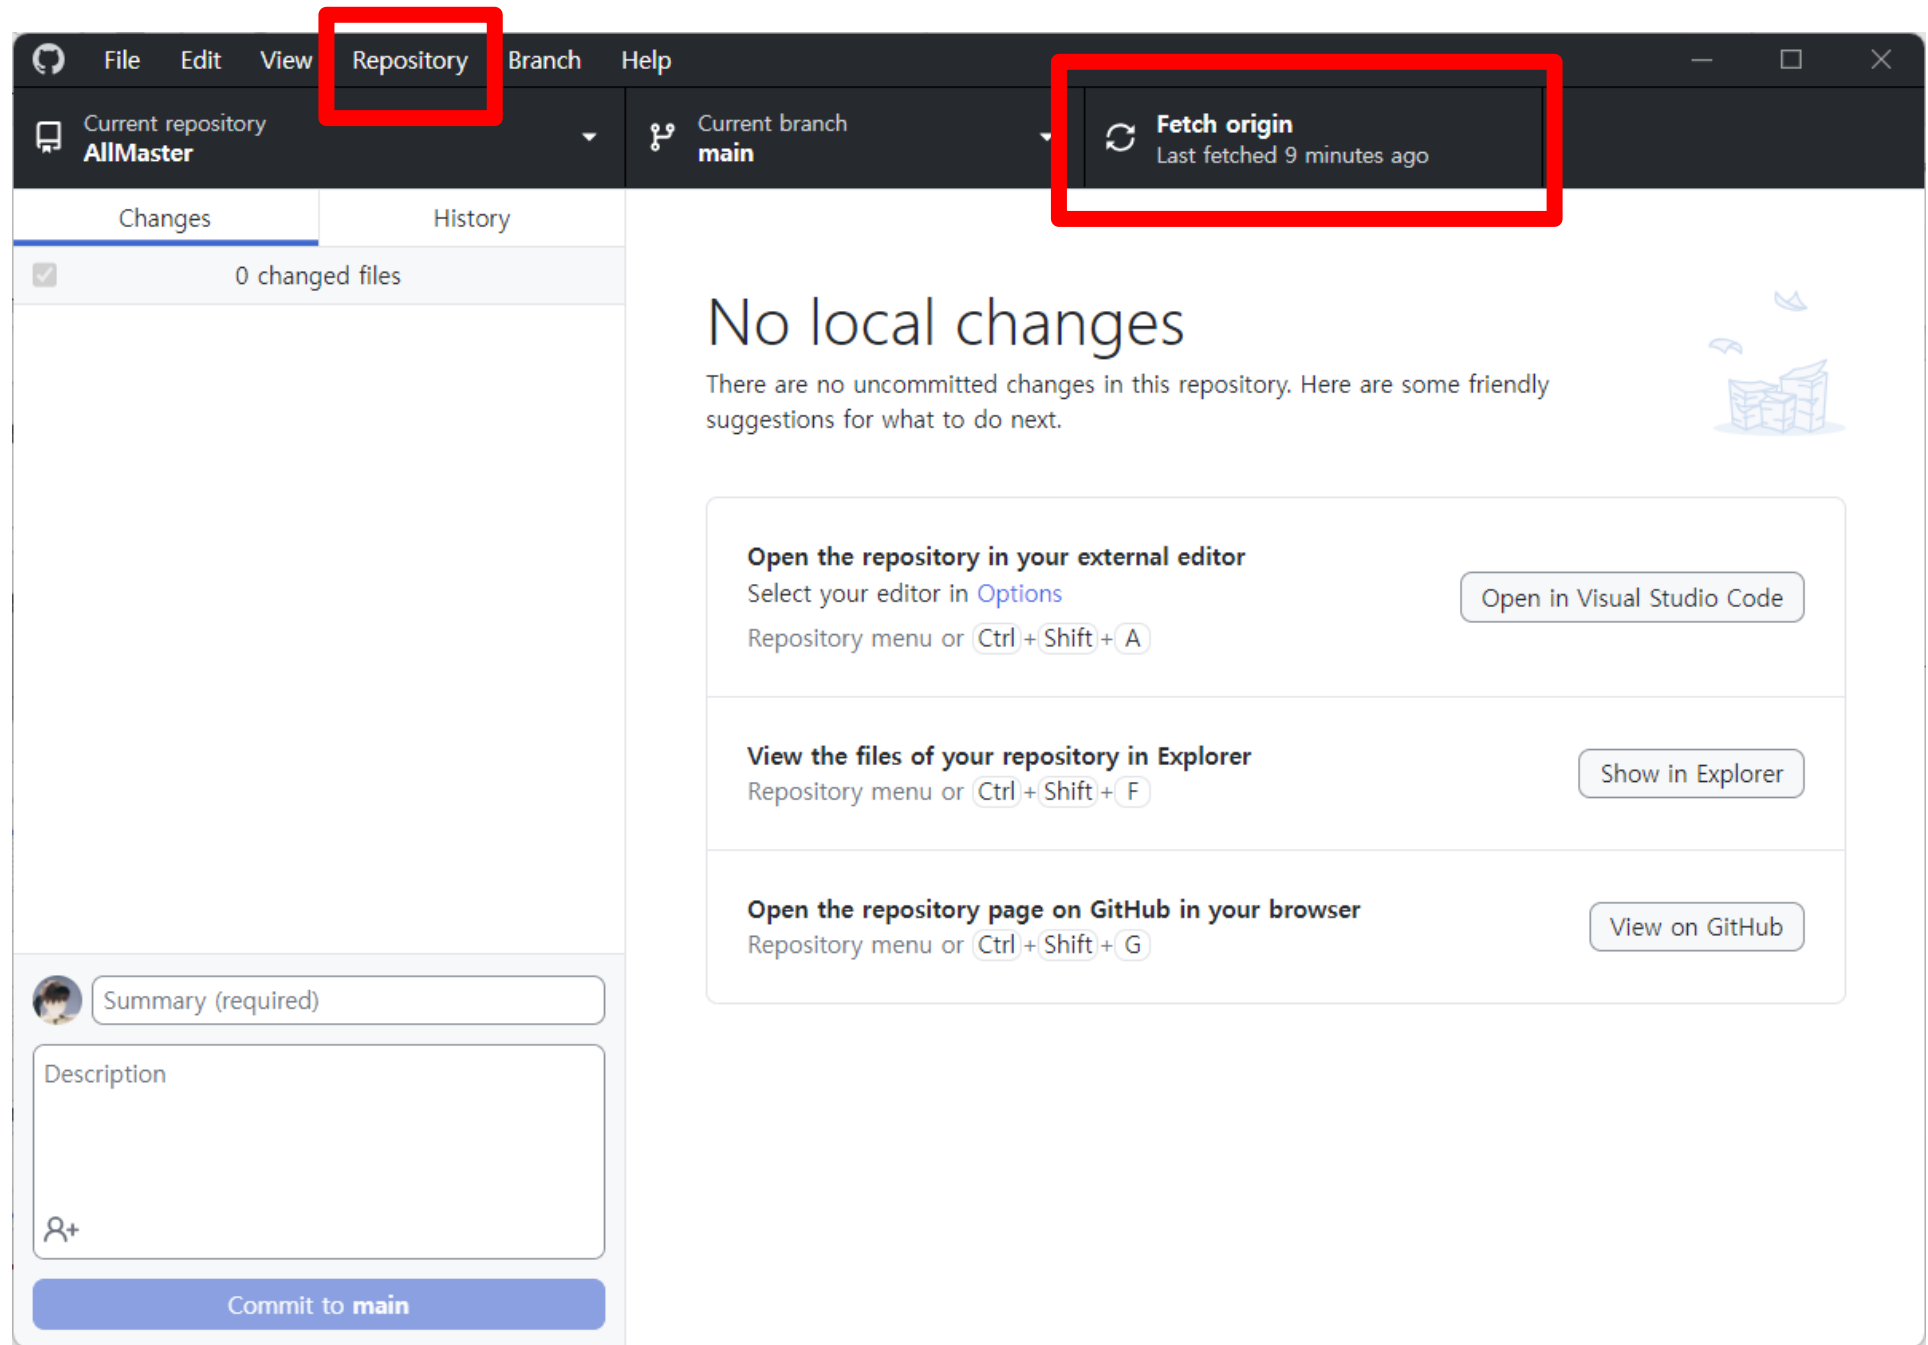 File Edit View Repository Branch Help
Current repository
AllMaster
Current branch
main
Fetch origin
Last fetched 9 minutes ago
Changes
History
0 changed files
No local changes
There are no uncommitted changes in this repository. Here are some friendly
suggestions for what to do next.
Open the repository in your external editor
Select your editor in Options
Repository menu or Ctrl+Shift+A
Open in Visual Studio Code
View the files of your repository in Explorer
Repository menu or Ctrl+Shift+F
Show in Explorer
Open the repository page on GitHub in your browser
Repository menu or Ctrl+Shift+G
View on GitHub
Summary (required)
Description
Commit to main